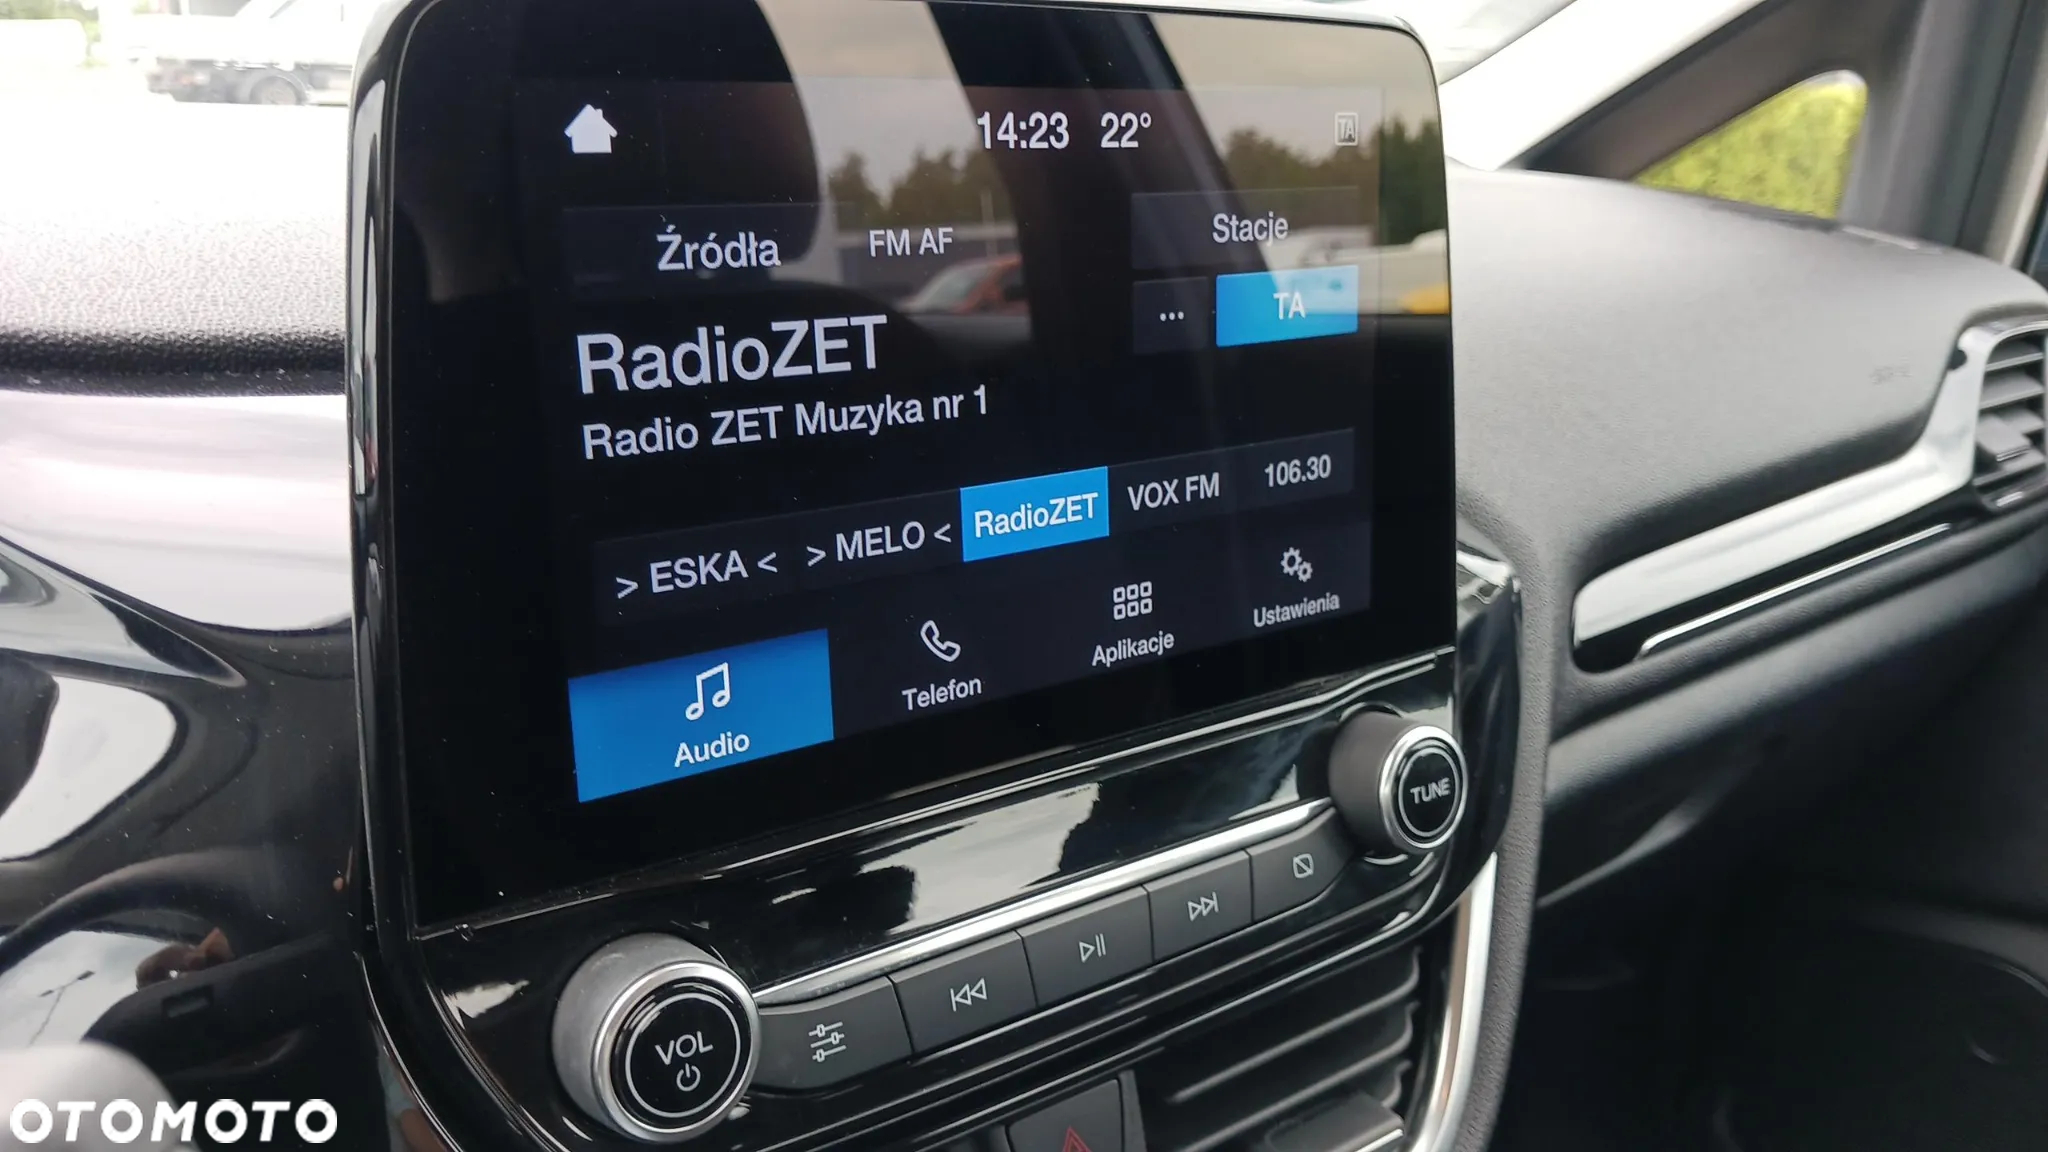 14:23 22°
TA
Źródła FM AF Stacje
... TA
RadioZET
Radio ZET Muzyka nr 1
> ESKA < > MELO < RadioZET VOX FM 106.30
Audio Telefon Aplikacje Ustawienia
TUNE
VOL
OTOMOTO